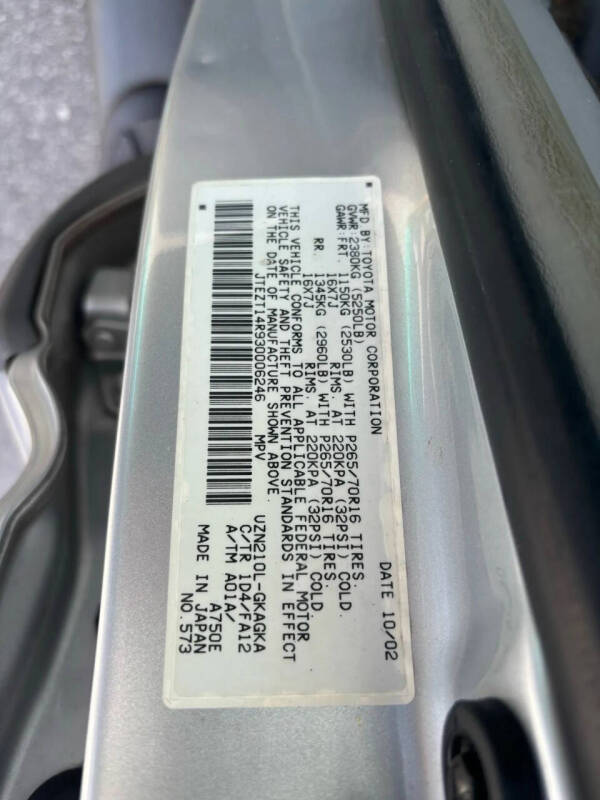 MFD BY:TOYOTA MOTOR CORPORATION DATE 10/02
GVWR:2380KG (5250LB)
GAWR:FRT. 1150KG (2530LB) WITH P265/70R16 TIRES.
16X7J RIMS. AT 220KPA (32PSI) COLD.
RR. 1345KG (2960LB) WITH P265/70R16 TIRES.
16X7J RIMS. AT 220KPA (32PSI) COLD.
THIS VEHICLE CONFORMS TO ALL APPLICABLE FEDERAL MOTOR
VEHICLE SAFETY AND THEFT PREVENTION STANDARDS IN EFFECT
ON THE DATE OF MANUFACTURE SHOWN ABOVE.
JTEZT14R930006246 MPV
UZN210L-GKAGKA
C/TR 1D4/FA12
A/TM A01A/ A750E
MADE IN JAPAN
NO.573